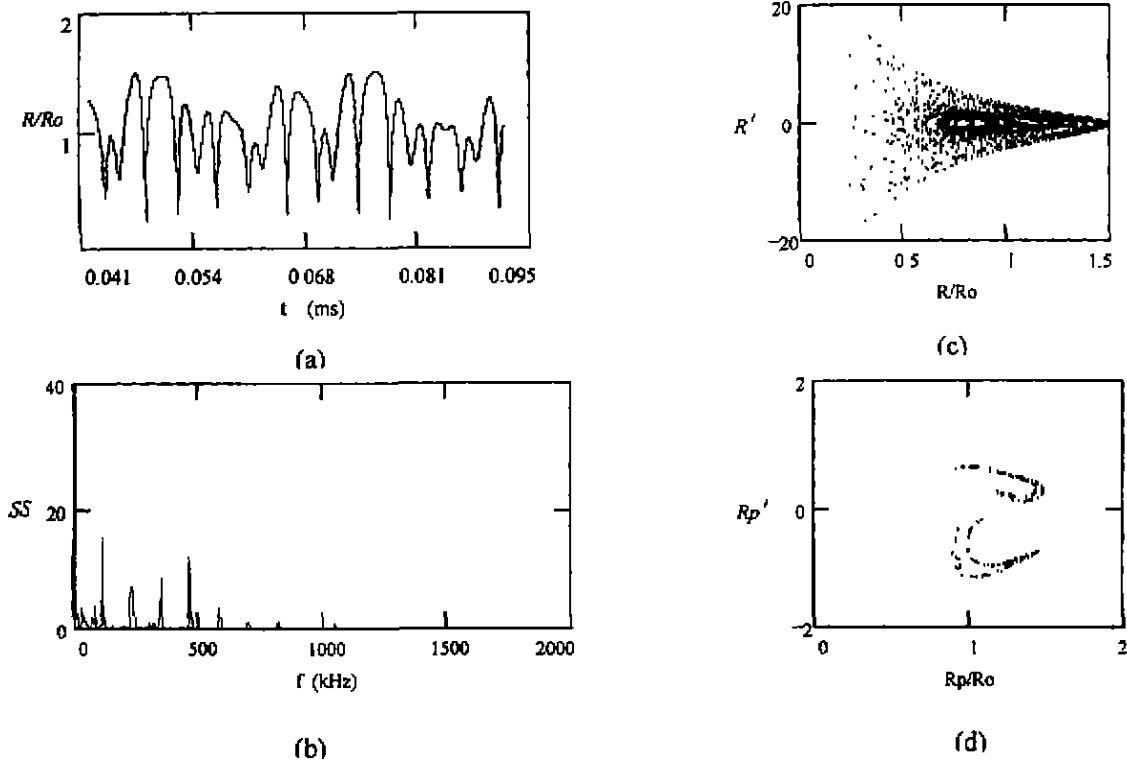 2
R/Ro
1
0.041 0.054 0.068 0.081 0.095
t (ms)
(a)
40
SS
20
0
0 500 1000 1500 2000
f (kHz)
(b)
20
R'
0
−20
0 0 5 1 1.5
R/Ro
(c)
2
Rp'
0
−2
0 1 2
Rp/Ro
(d)